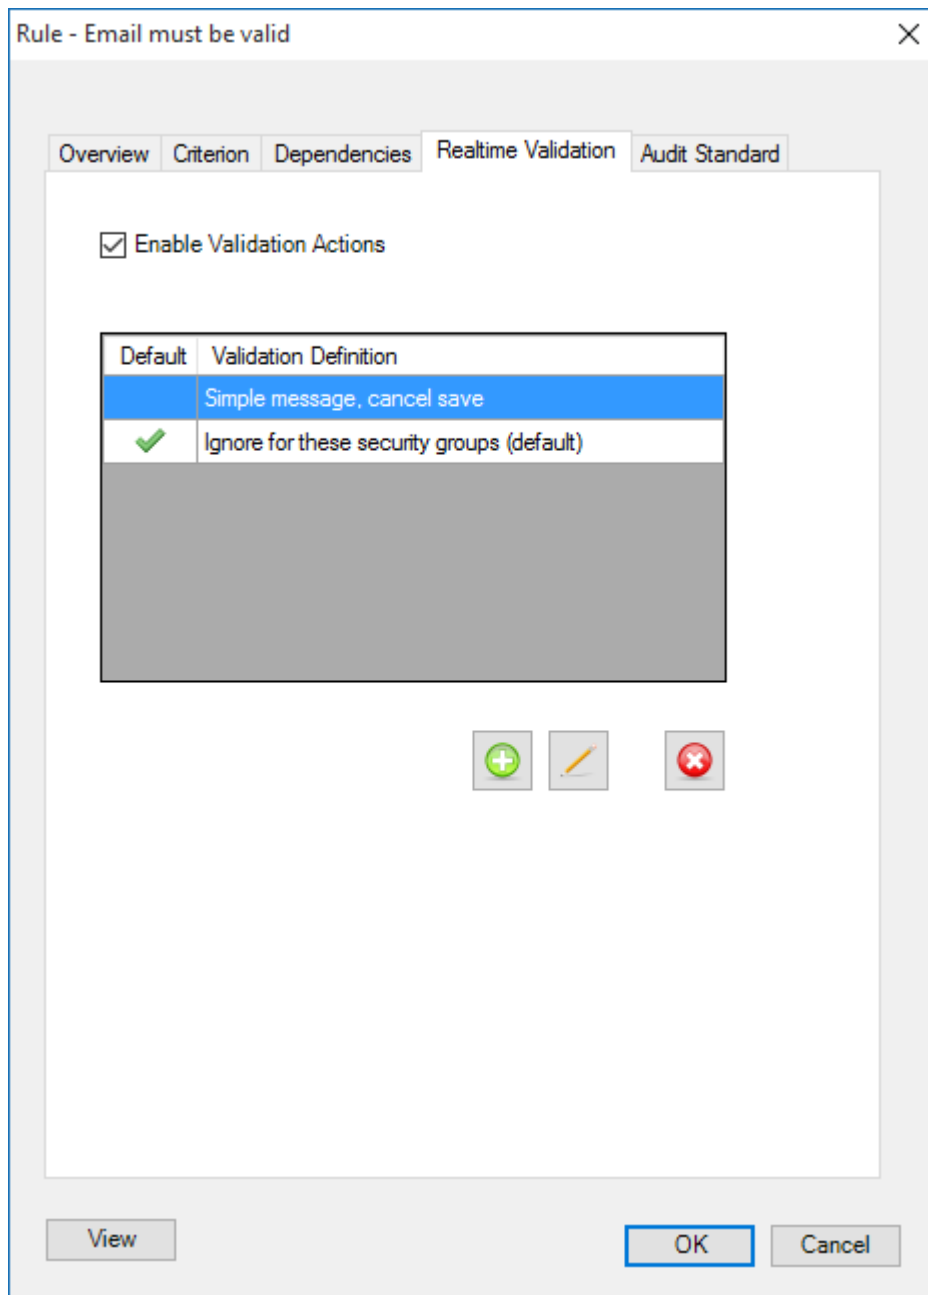 Rule - Email must be valid
Overview Criterion Dependencies Realtime Validation Audit Standard
Enable Validation Actions
Default Validation Definition
Simple message, cancel save
Ignore for these security groups (default)
View OK Cancel